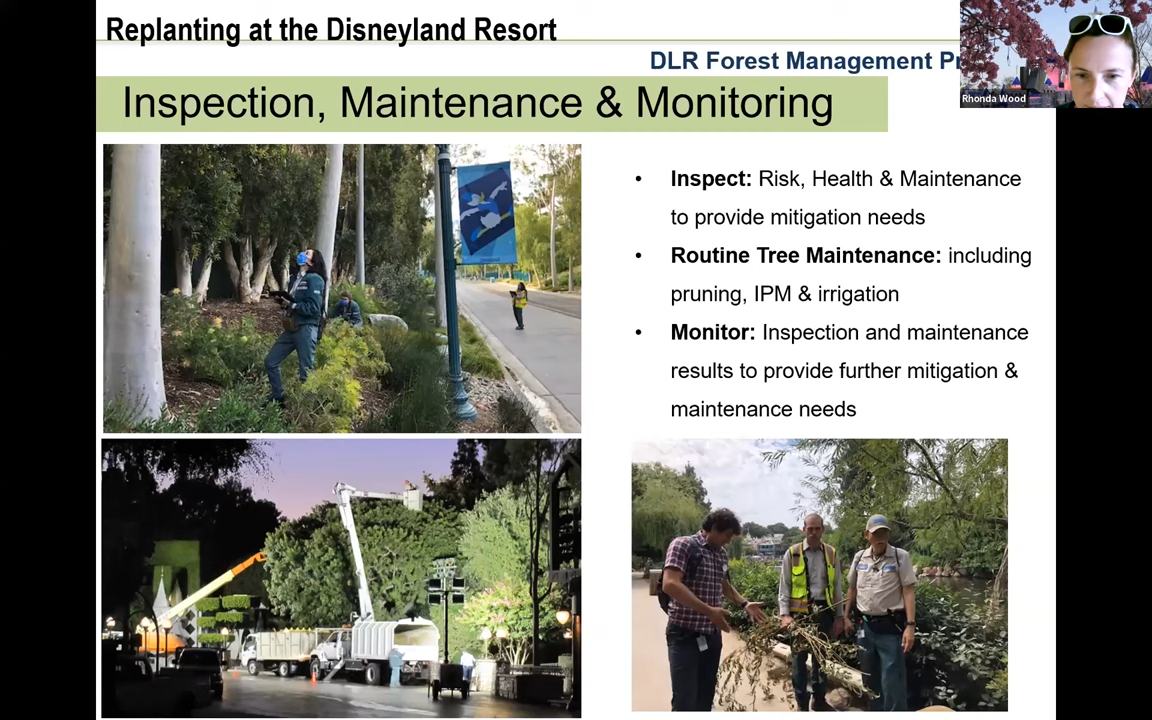 Replanting at the Disneyland Resort
DLR Forest Management
Rhonda Wood
Inspection, Maintenance & Monitoring
• Inspect: Risk, Health & Maintenance
to provide mitigation needs
• Routine Tree Maintenance: including
pruning, IPM & irrigation
• Monitor: Inspection and maintenance
results to provide further mitigation &
maintenance needs